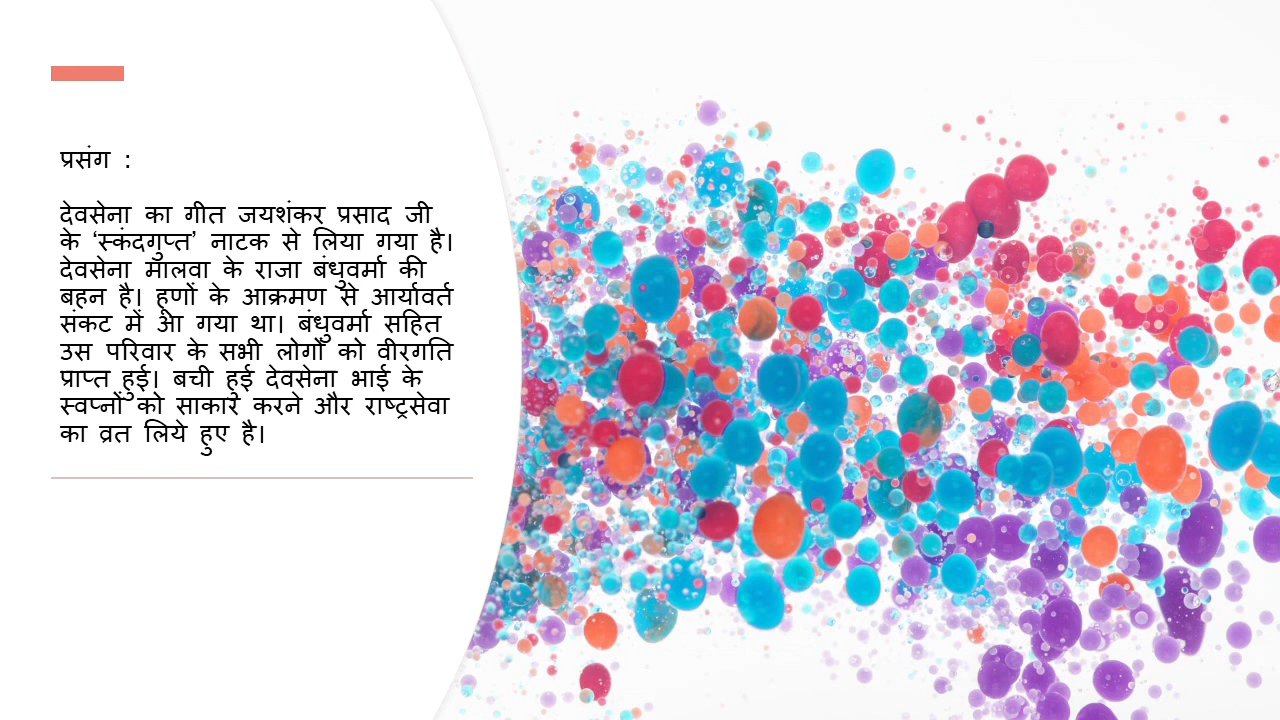 प्रसंग :
देवसेना का गीत जयशंकर प्रसाद जी
के ‘स्कंदगुप्त’ नाटक से लिया गया है।
देवसेना मालवा के राजा बंधुवर्मा की
बहन है। हूणों के आक्रमण से आर्यावर्त
संकट में आ गया था। बंधुवर्मा सहित
उस परिवार के सभी लोगों को वीरगति
प्राप्त हुई। बची हुई देवसेना भाई के
स्वप्नों को साकार करने और राष्ट्रसेवा
का व्रत लिये हुए है।